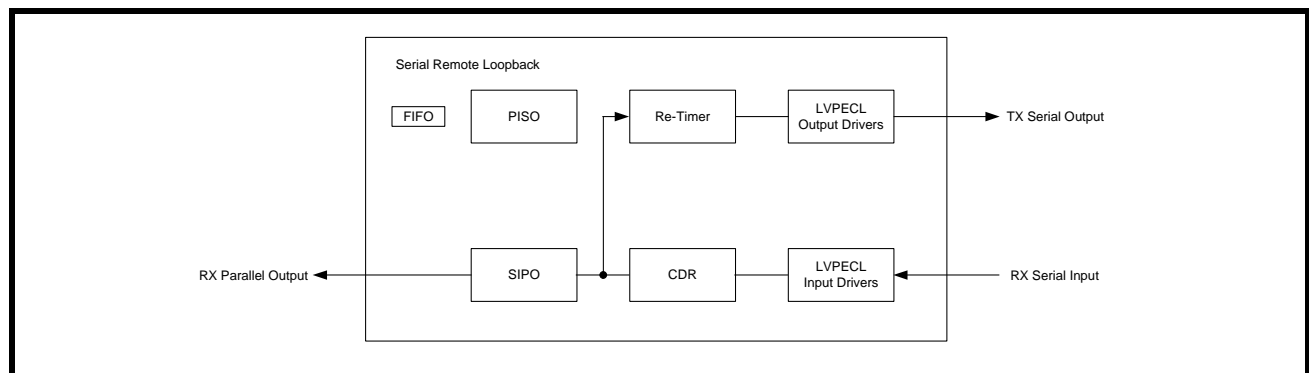 Serial Remote Loopback
FIFO
PISO
Re-Timer
LVPECL
Output Drivers
TX Serial Output
RX Parallel Output
SIPO
CDR
LVPECL
Input Drivers
RX Serial Input